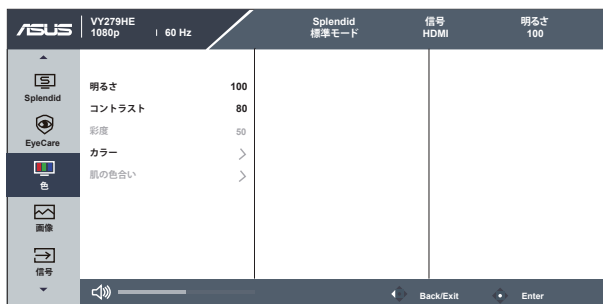 ASUS
VY279HE
1080p | 60 Hz
Splendid
標準モード
信号
HDMI
明るさ
100
Splendid
EyeCare
色
画像
信号
明るさ 100
コントラスト 80
彩度 50
カラー
肌の色合い
Back/Exit
Enter